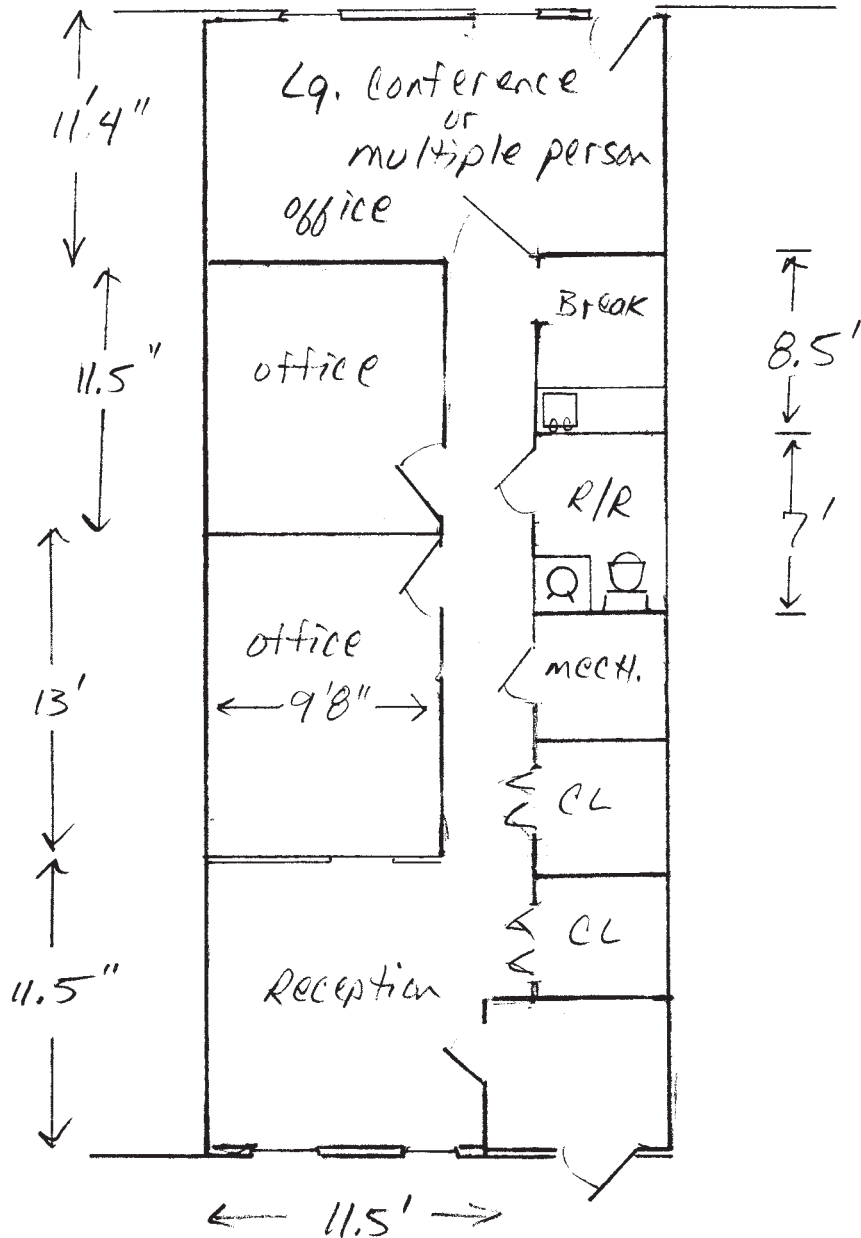 11'4"
Lg. Conference
or
multiple person
office
Break
8.5'
office
11.5"
R/R
7'
office
9'8"
13'
MECH.
CL
CL
Reception
11.5"
11.5'